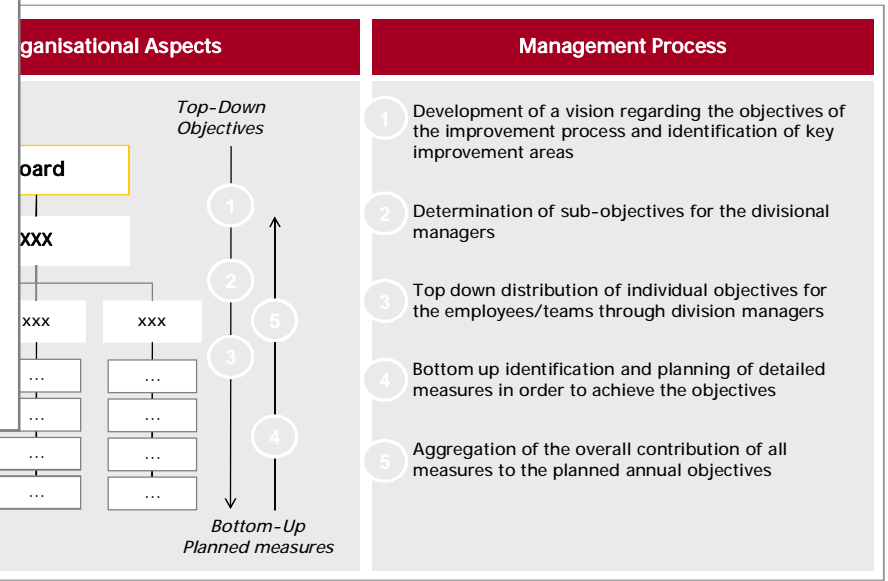 ganisational Aspects
Management Process
Top-Down
Objectives
oard
xxx
xxx
xxx
...
...
...
...
...
...
...
...
1
2
3
5
4
Bottom-Up
Planned measures
1
Development of a vision regarding the objectives of
the improvement process and identification of key
improvement areas
2
Determination of sub-objectives for the divisional
managers
3
Top down distribution of individual objectives for
the employees/teams through division managers
4
Bottom up identification and planning of detailed
measures in order to achieve the objectives
5
Aggregation of the overall contribution of all
measures to the planned annual objectives